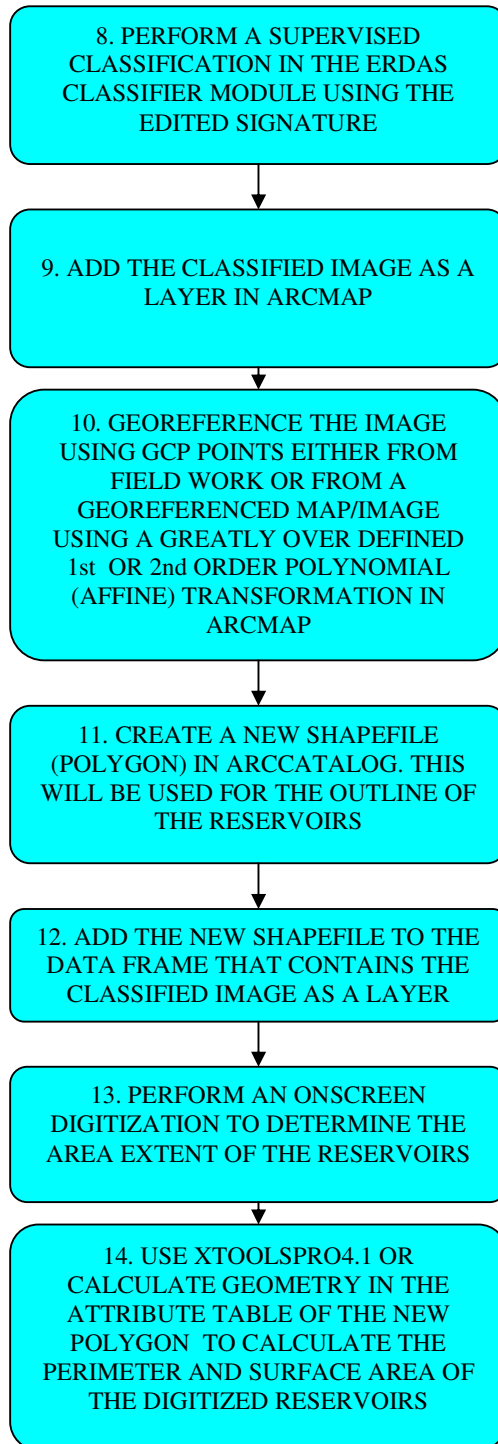 8. PERFORM A SUPERVISED
CLASSIFICATION IN THE ERDAS
CLASSIFIER MODULE USING THE
EDITED SIGNATURE
9. ADD THE CLASSIFIED IMAGE AS A
LAYER IN ARCMAP
10. GEOREFERENCE THE IMAGE
USING GCP POINTS EITHER FROM
FIELD WORK OR FROM A
GEOREFERENCED MAP/IMAGE
USING A GREATLY OVER DEFINED
1st OR 2nd ORDER POLYNOMIAL
(AFFINE) TRANSFORMATION IN
ARCMAP
11. CREATE A NEW SHAPEFILE
(POLYGON) IN ARCCATALOG. THIS
WILL BE USED FOR THE OUTLINE OF
THE RESERVOIRS
12. ADD THE NEW SHAPEFILE TO THE
DATA FRAME THAT CONTAINS THE
CLASSIFIED IMAGE AS A LAYER
13. PERFORM AN ONSCREEN
DIGITIZATION TO DETERMINE THE
AREA EXTENT OF THE RESERVOIRS
14. USE XTOOLSPRO4.1 OR
CALCULATE GEOMETRY IN THE
ATTRIBUTE TABLE OF THE NEW
POLYGON TO CALCULATE THE
PERIMETER AND SURFACE AREA OF
THE DIGITIZED RESERVOIRS